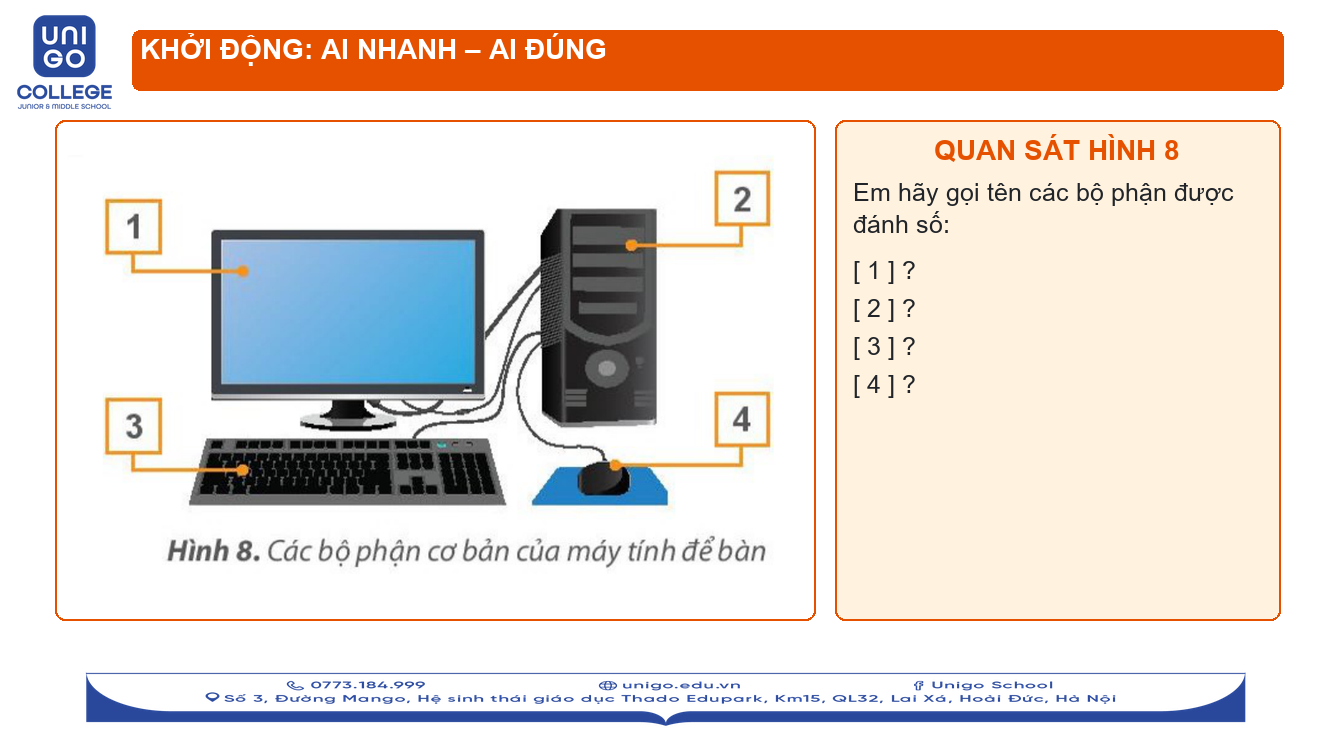 UNI
GO
COLLEGE
JUNIOR & MIDDLE SCHOOL
KHỞI ĐỘNG: AI NHANH – AI ĐÚNG
1
2
3
4
Hình 8. Các bộ phận cơ bản của máy tính để bàn
QUAN SÁT HÌNH 8
Em hãy gọi tên các bộ phận được
đánh số:
[ 1 ] ?
[ 2 ] ?
[ 3 ] ?
[ 4 ] ?
0773.184.999
unigo.edu.vn
Unigo School
Số 3, Đường Mango, Hệ sinh thái giáo dục Thado Edupark, Km15, QL32, Lai Xá, Hoài Đức, Hà Nội